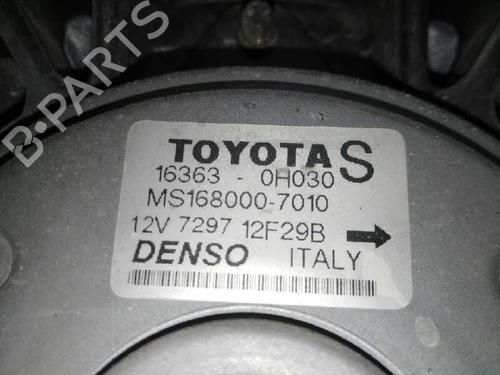 B-PARTS
TOYOTA S
16363 - 0H030
MS168000-7010
12V 7297 12F29B
DENSO ITALY